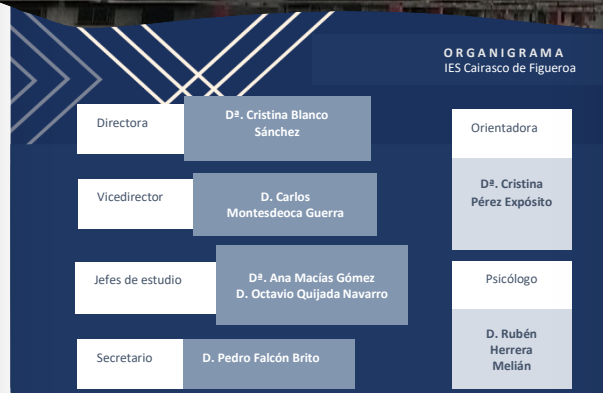 ORGANIGRAMA
IES Cairasco de Figueroa
Directora
Dª. Cristina Blanco
Sánchez
Vicedirector
D. Carlos
Montesdeoca Guerra
Jefes de estudio
Dª. Ana Macías Gómez
D. Octavio Quijada Navarro
Secretario
D. Pedro Falcón Brito
Orientadora
Dª. Cristina
Pérez Expósito
Psicólogo
D. Rubén
Herrera
Melián